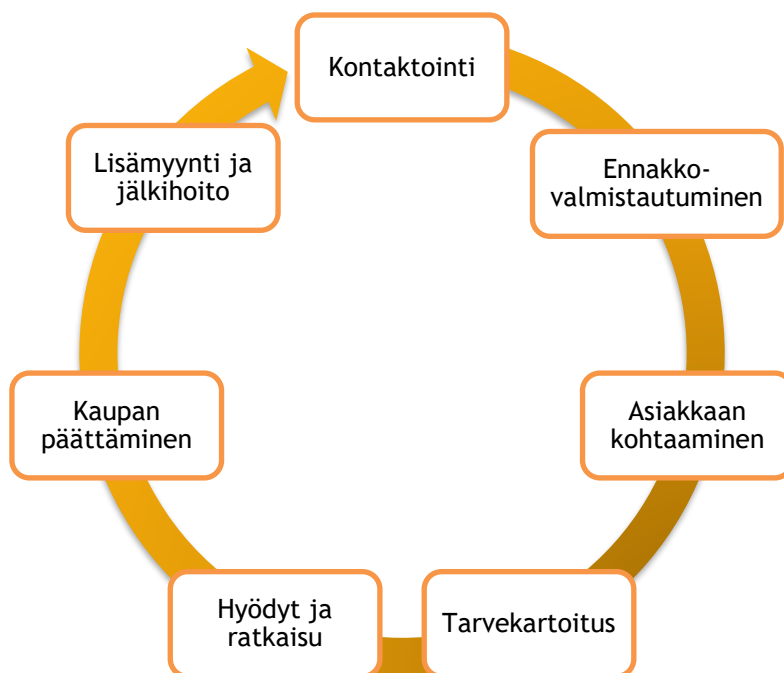 Kontaktointi
Ennakko-
valmistautuminen
Asiakkaan
kohtaaminen
Tarvekartoitus
Hyödyt ja
ratkaisu
Kaupan
päättäminen
Lisämyynti ja
jälkihoito